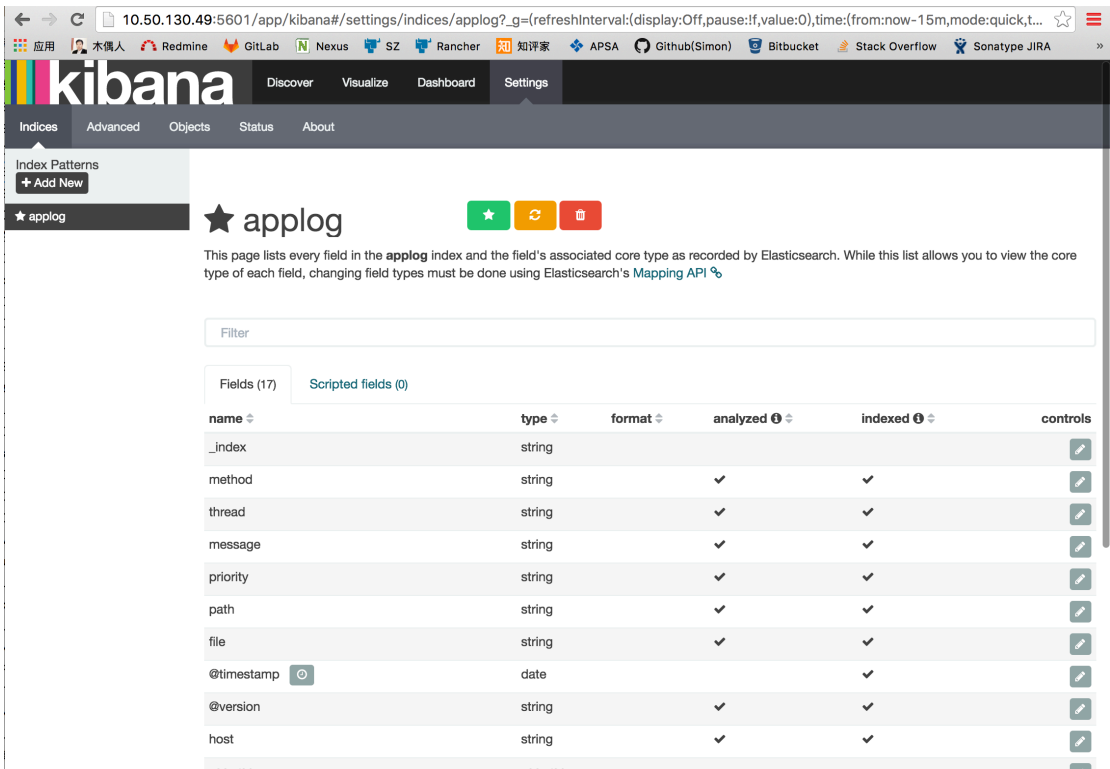 10.50.130.49:5601/app/kibana#/settings/indices/applog?_g=(refreshInterval:(display:Off,pause:!f,value:0),time:(from:now-15m,mode:quick,t...
应用 木偶人 Redmine GitLab N Nexus SZ Rancher 知 知评家 APSA Github(Simon) Bitbucket Stack Overflow Sonatype JIRA »
kibana Discover Visualize Dashboard Settings
Indices Advanced Objects Status About
Index Patterns
+ Add New
applog
applog
This page lists every field in the applog index and the field's associated core type as recorded by Elasticsearch. While this list allows you to view the core
type of each field, changing field types must be done using Elasticsearch's Mapping API
Filter
Fields (17) Scripted fields (0)
name type format analyzed indexed controls
_index string
method string
thread string
message string
priority string
path string
file string
@timestamp date
@version string
host string